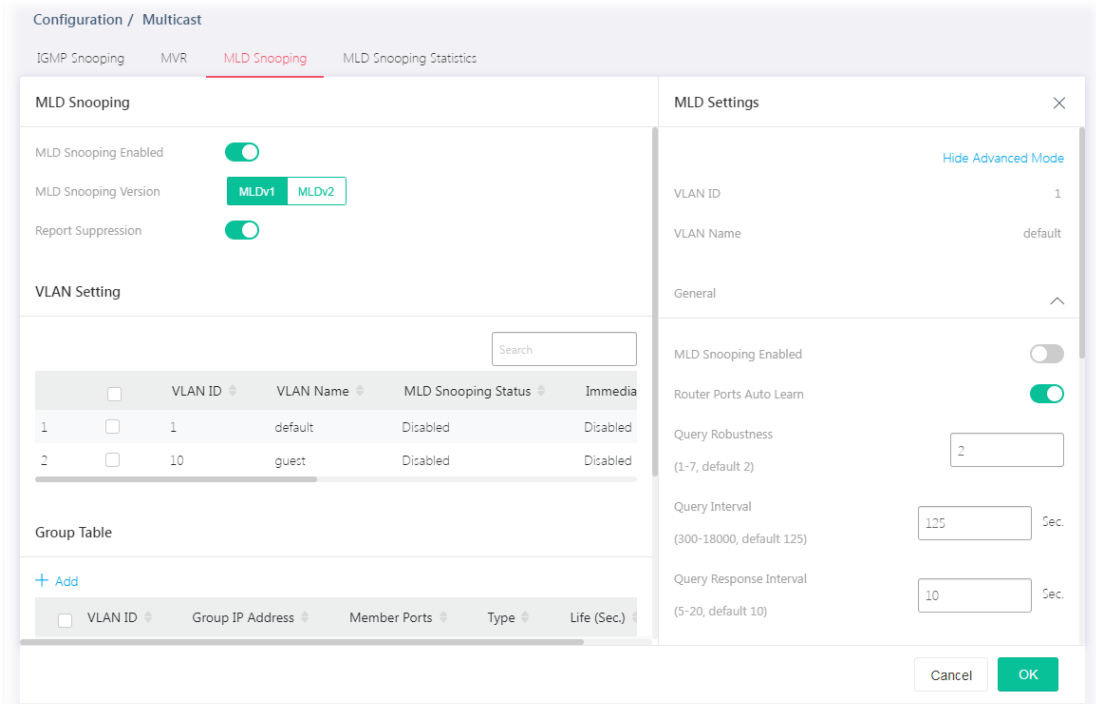 Configuration / Multicast
IGMP Snooping MVR MLD Snooping MLD Snooping Statistics
MLD Snooping
MLD Snooping Enabled
MLD Snooping Version MLDv1 MLDv2
Report Suppression
VLAN Setting
Search
VLAN ID VLAN Name MLD Snooping Status Immedia
1 1 default Disabled Disabled
2 10 guest Disabled Disabled
Group Table
+ Add
VLAN ID Group IP Address Member Ports Type Life (Sec.)
MLD Settings
Hide Advanced Mode
VLAN ID 1
VLAN Name default
General
MLD Snooping Enabled
Router Ports Auto Learn
Query Robustness
(1-7, default 2)
2
Query Interval
(300-18000, default 125)
125 Sec.
Query Response Interval
(5-20, default 10)
10 Sec.
Cancel OK